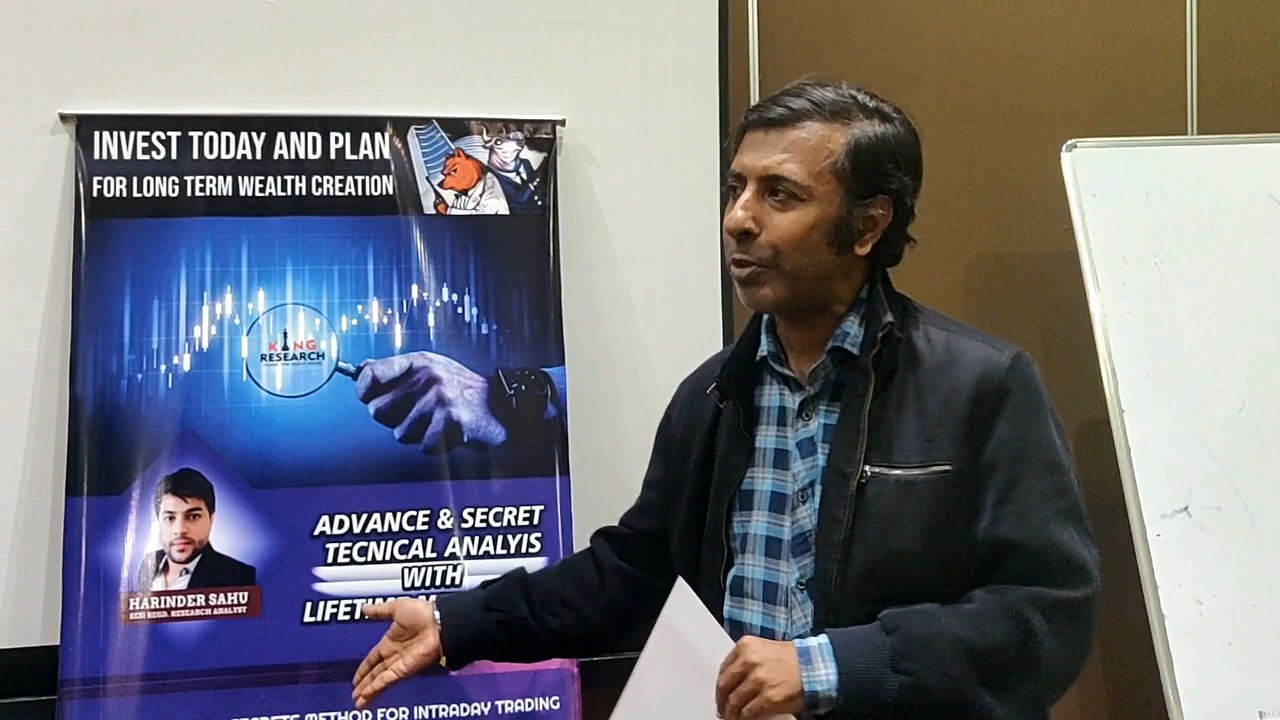 INVEST TODAY AND PLAN
FOR LONG TERM WEALTH CREATION
KING
RESEARCH
HARINDER SAHU
SEBI REGD. RESEARCH ANALYST
ADVANCE & SECRET
TECNICAL ANALYIS
WITH
METHOD FOR INTRADAY TRADING